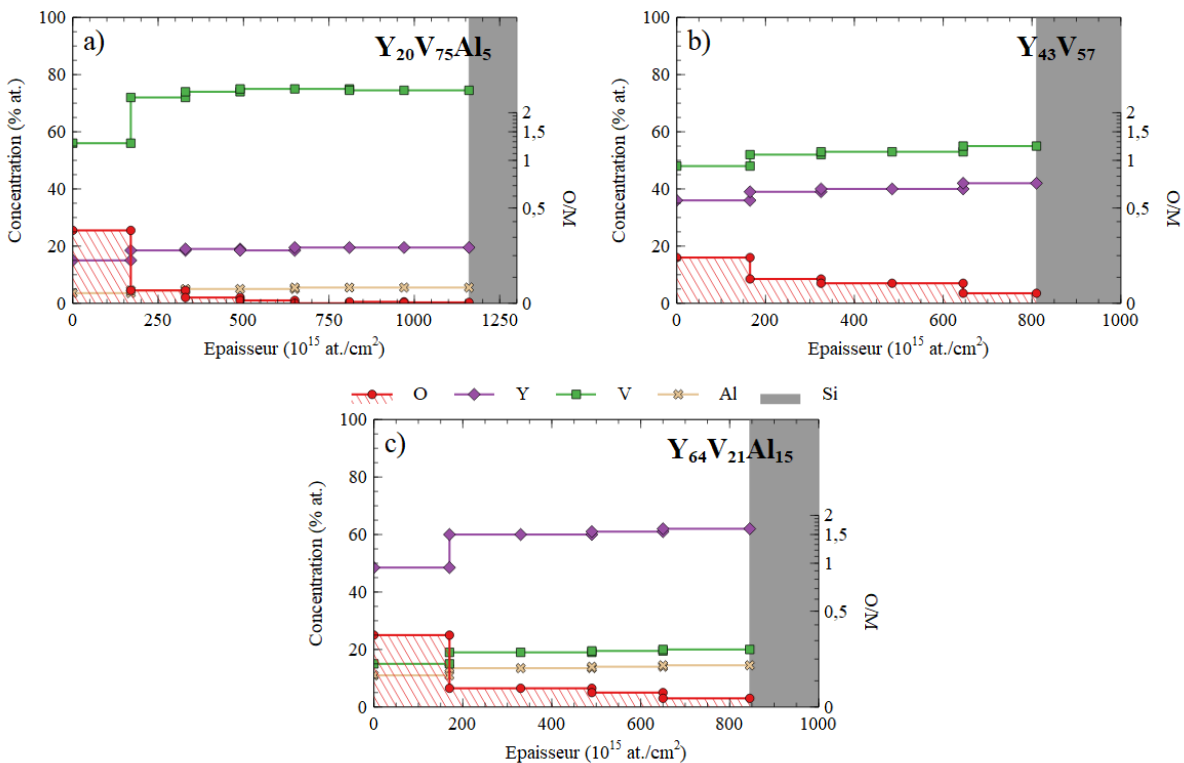 a)
Y20V75Al5
100
80
60
40
20
0
Concentration (% at.)
2
1,5
1
0,5
0
O/M
0 250 500 750 1000 1250
Epaisseur (10^15 at./cm^2)
b)
Y43V57
100
80
60
40
20
0
Concentration (% at.)
2
1,5
1
0,5
0
O/M
0 200 400 600 800 1000
Epaisseur (10^15 at./cm^2)
O Y V Al Si
c)
Y64V21Al15
100
80
60
40
20
0
Concentration (% at.)
2
1,5
1
0,5
0
O/M
0 200 400 600 800 1000
Epaisseur (10^15 at./cm^2)